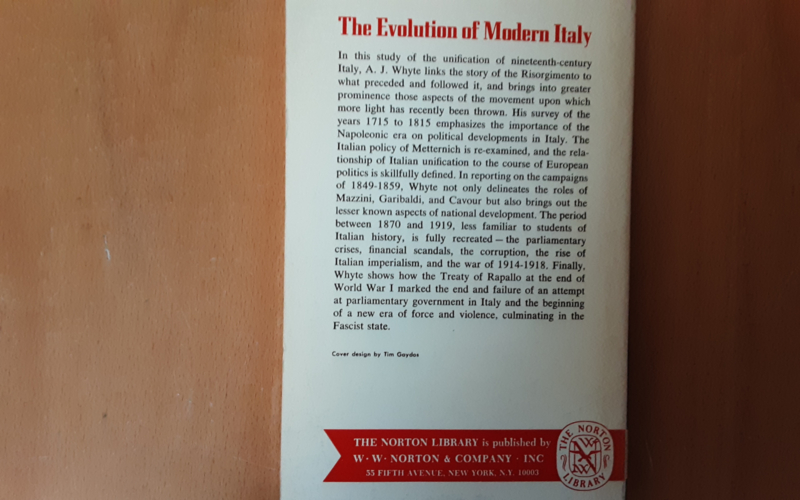 The Evolution of Modern Italy
In this study of the unification of nineteenth-century
Italy, A. J. Whyte links the story of the Risorgimento to
what preceded and followed it, and brings into greater
prominence those aspects of the movement upon which
more light has recently been thrown. His survey of the
years 1715 to 1815 emphasizes the importance of the
Napoleonic era on political developments in Italy. The
Italian policy of Metternich is re-examined, and the rela-
tionship of Italian unification to the course of European
politics is skillfully defined. In reporting on the campaigns
of 1849-1859, Whyte not only delineates the roles of
Mazzini, Garibaldi, and Cavour but also brings out the
lesser known aspects of national development. The period
between 1870 and 1919, less familiar to students of
Italian history, is fully recreated — the parliamentary
crises, financial scandals, the corruption, the rise of
Italian imperialism, and the war of 1914-1918. Finally,
Whyte shows how the Treaty of Rapallo at the end of
World War I marked the end and failure of an attempt
at parliamentary government in Italy and the beginning
of a new era of force and violence, culminating in the
Fascist state.
Cover design by Tim Gaydos
THE NORTON LIBRARY is published by
W · W · NORTON & COMPANY · INC
55 FIFTH AVENUE, NEW YORK, N.Y. 10003
THE NORTON
LIBRARY